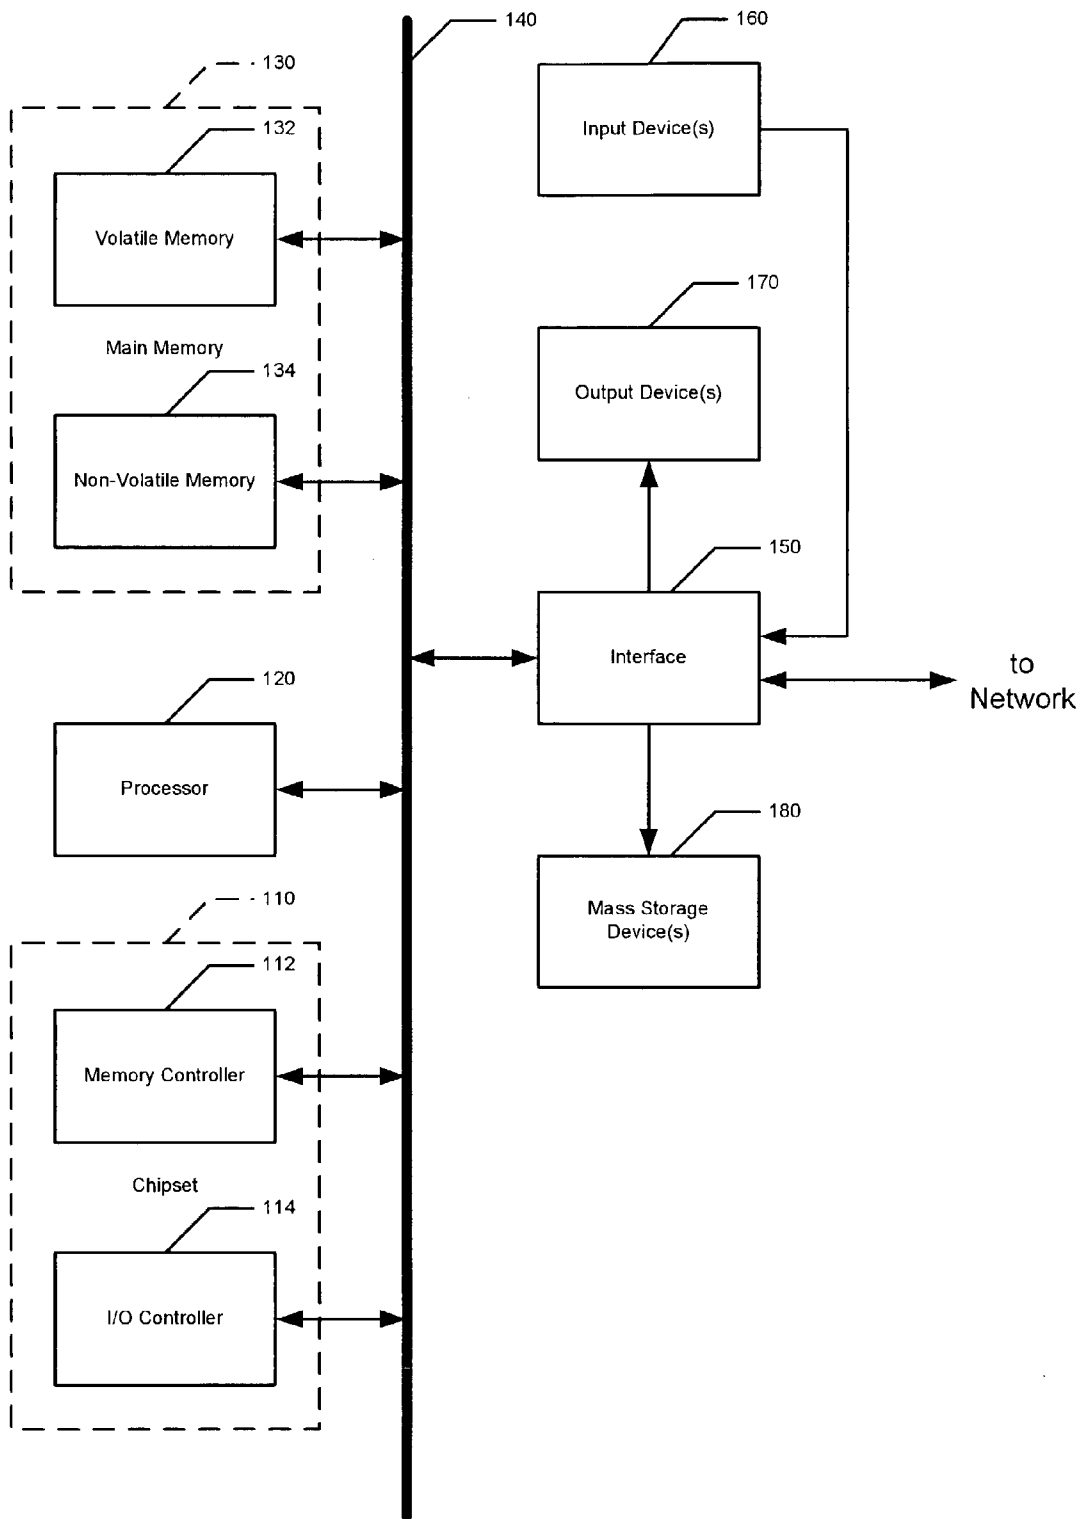 140
160
130
Input Device(s)
132
Volatile Memory
170
Main Memory
Output Device(s)
134
Non-Volatile Memory
150
Interface
to
Network
120
Processor
180
Mass Storage
Device(s)
110
112
Memory Controller
Chipset
114
I/O Controller